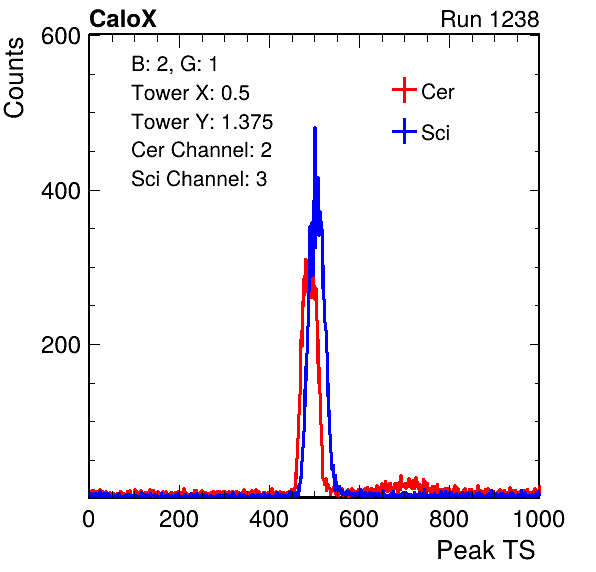 CaloX Run 1238
Counts
600
400
200
B: 2, G: 1
Tower X: 0.5
Tower Y: 1.375
Cer Channel: 2
Sci Channel: 3
Cer
Sci
0 200 400 600 800 1000
Peak TS